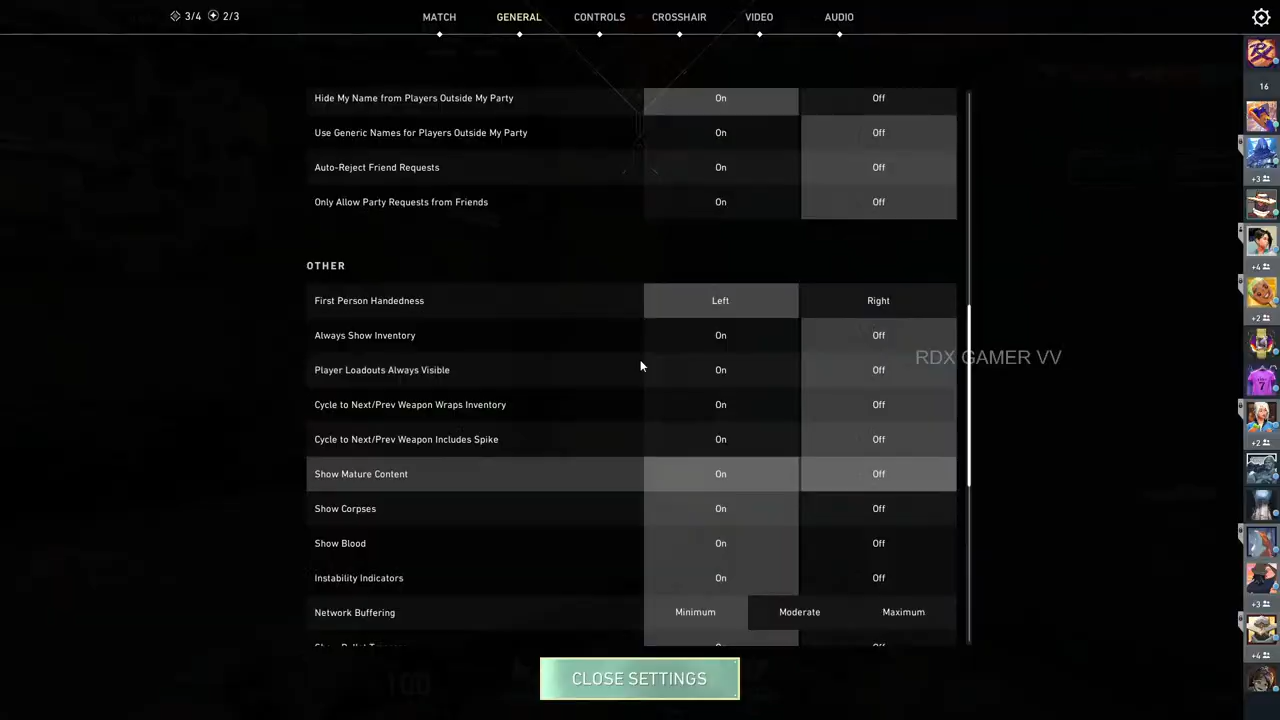 3/4 2/3
MATCH GENERAL CONTROLS CROSSHAIR VIDEO AUDIO
Hide My Name from Players Outside My Party On Off
Use Generic Names for Players Outside My Party On Off
Auto-Reject Friend Requests On Off
Only Allow Party Requests from Friends On Off
OTHER
First Person Handedness Left Right
Always Show Inventory On Off
Player Loadouts Always Visible On Off
Cycle to Next/Prev Weapon Wraps Inventory On Off
Cycle to Next/Prev Weapon Includes Spike On Off
Show Mature Content On Off
Show Corpses On Off
Show Blood On Off
Instability Indicators On Off
Network Buffering Minimum Moderate Maximum
CLOSE SETTINGS
100
RDX GAMER VV
16
+3
+4
+2
7
+2
+3
+4